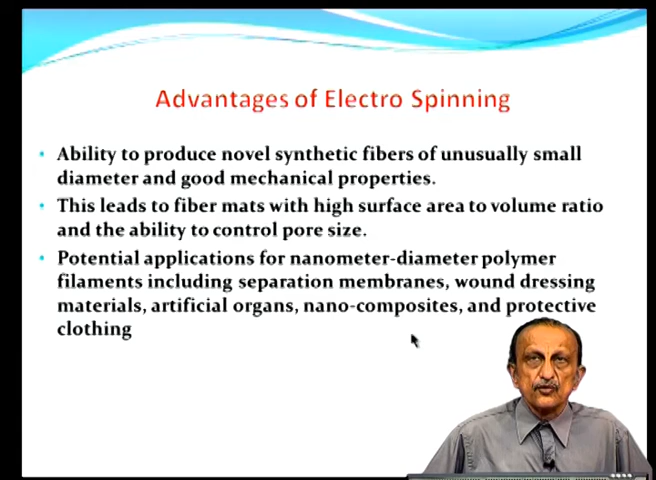 Advantages of Electro Spinning
• Ability to produce novel synthetic fibers of unusually small
diameter and good mechanical properties.
• This leads to fiber mats with high surface area to volume ratio
and the ability to control pore size.
• Potential applications for nanometer-diameter polymer
filaments including separation membranes, wound dressing
materials, artificial organs, nano-composites, and protective
clothing